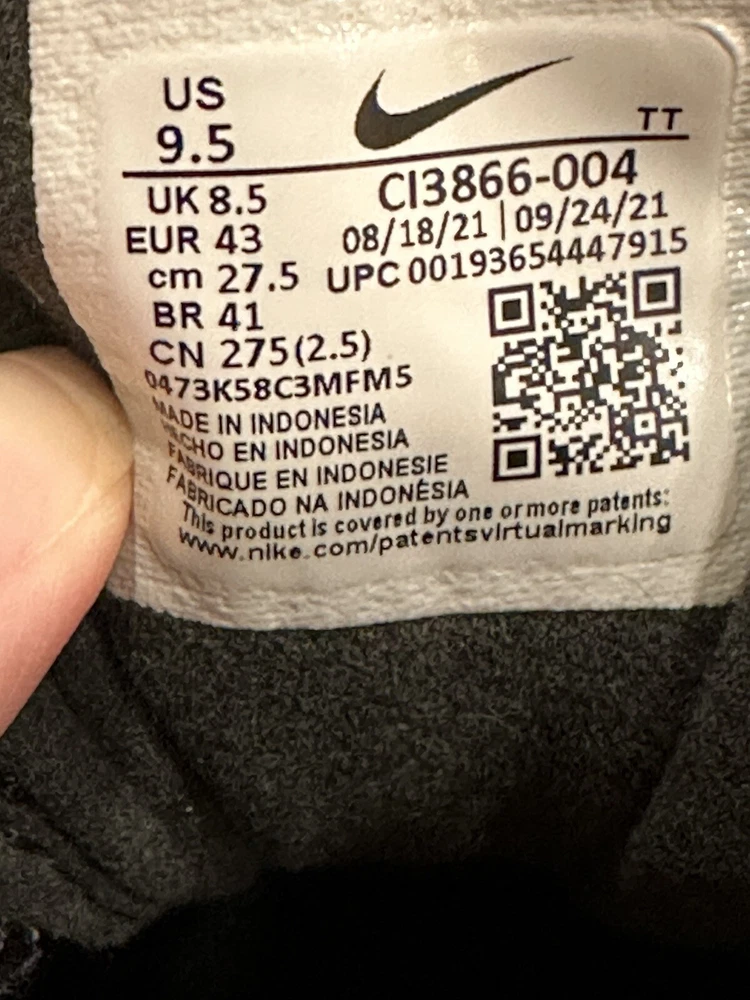 US
9.5
TT
UK 8.5
EUR 43
cm 27.5
BR 41
CN 275(2.5)
CI3866-004
08/18/21 | 09/24/21
UPC 00193654447915
0473K58C3MFM5
MADE IN INDONESIA
HECHO EN INDONESIA
FABRIQUE EN INDONESIE
FABRICADO NA INDONÉSIA
This product is covered by one or more patents:
www.nike.com/patentsvirtualmarking